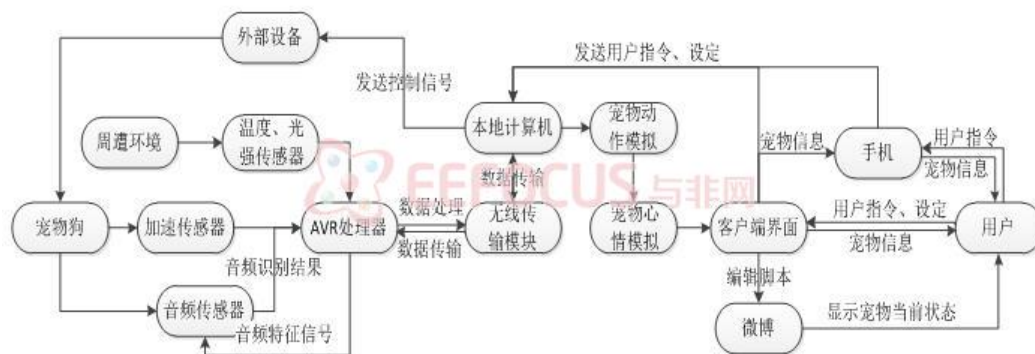 外部设备
发送用户指令、设定
发送控制信号
周遭环境
温度、光
强传感器
本地计算机
宠物动
作模拟
宠物信息
手机
用户指令
宠物信息
EEFOCUS 与非网
数据传输
宠物狗
加速传感器
AVR处理器
数据处理
数据传输
无线传
输模块
宠物心
情模拟
客户端界面
用户指令、设定
宠物信息
用户
音频识别结果
编辑脚本
音频传感器
音频特征信号
微博
显示宠物当前状态